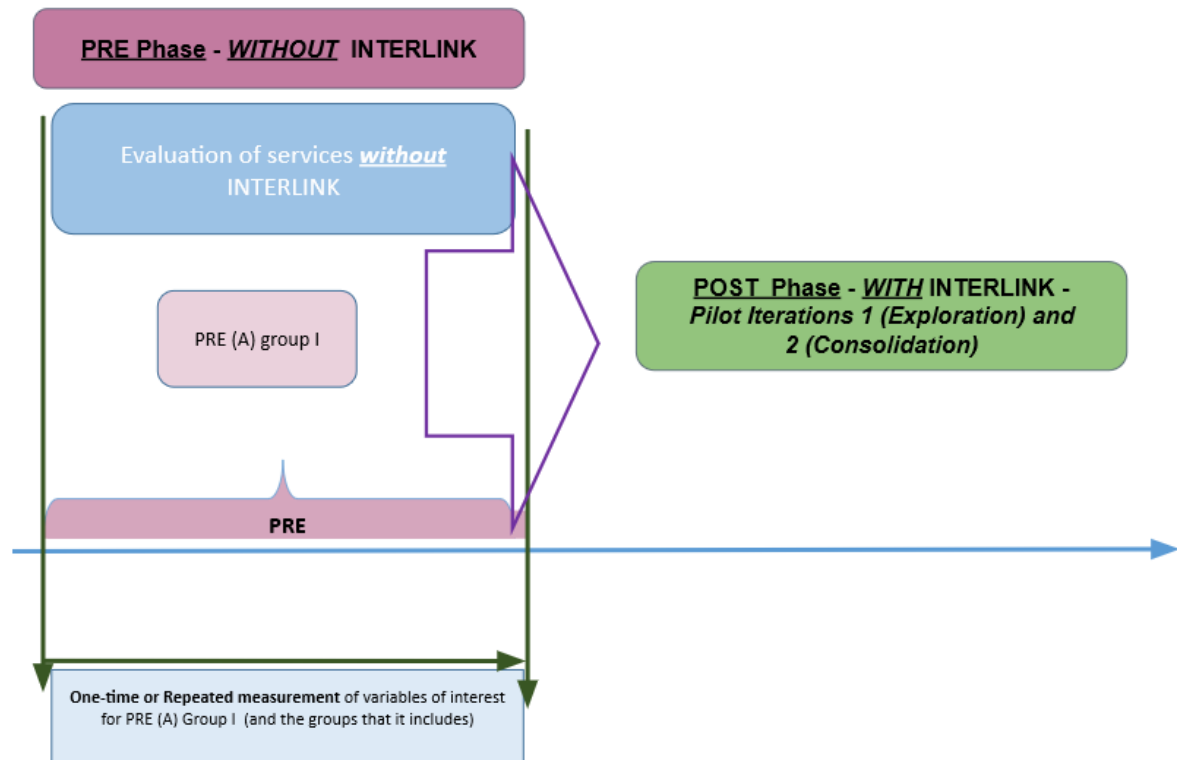 PRE Phase - WITHOUT INTERLINK
Evaluation of services without
INTERLINK
PRE (A) group I
POST Phase - WITH INTERLINK -
Pilot Iterations 1 (Exploration) and
2 (Consolidation)
PRE
One-time or Repeated measurement of variables of interest
for PRE (A) Group I (and the groups that it includes)